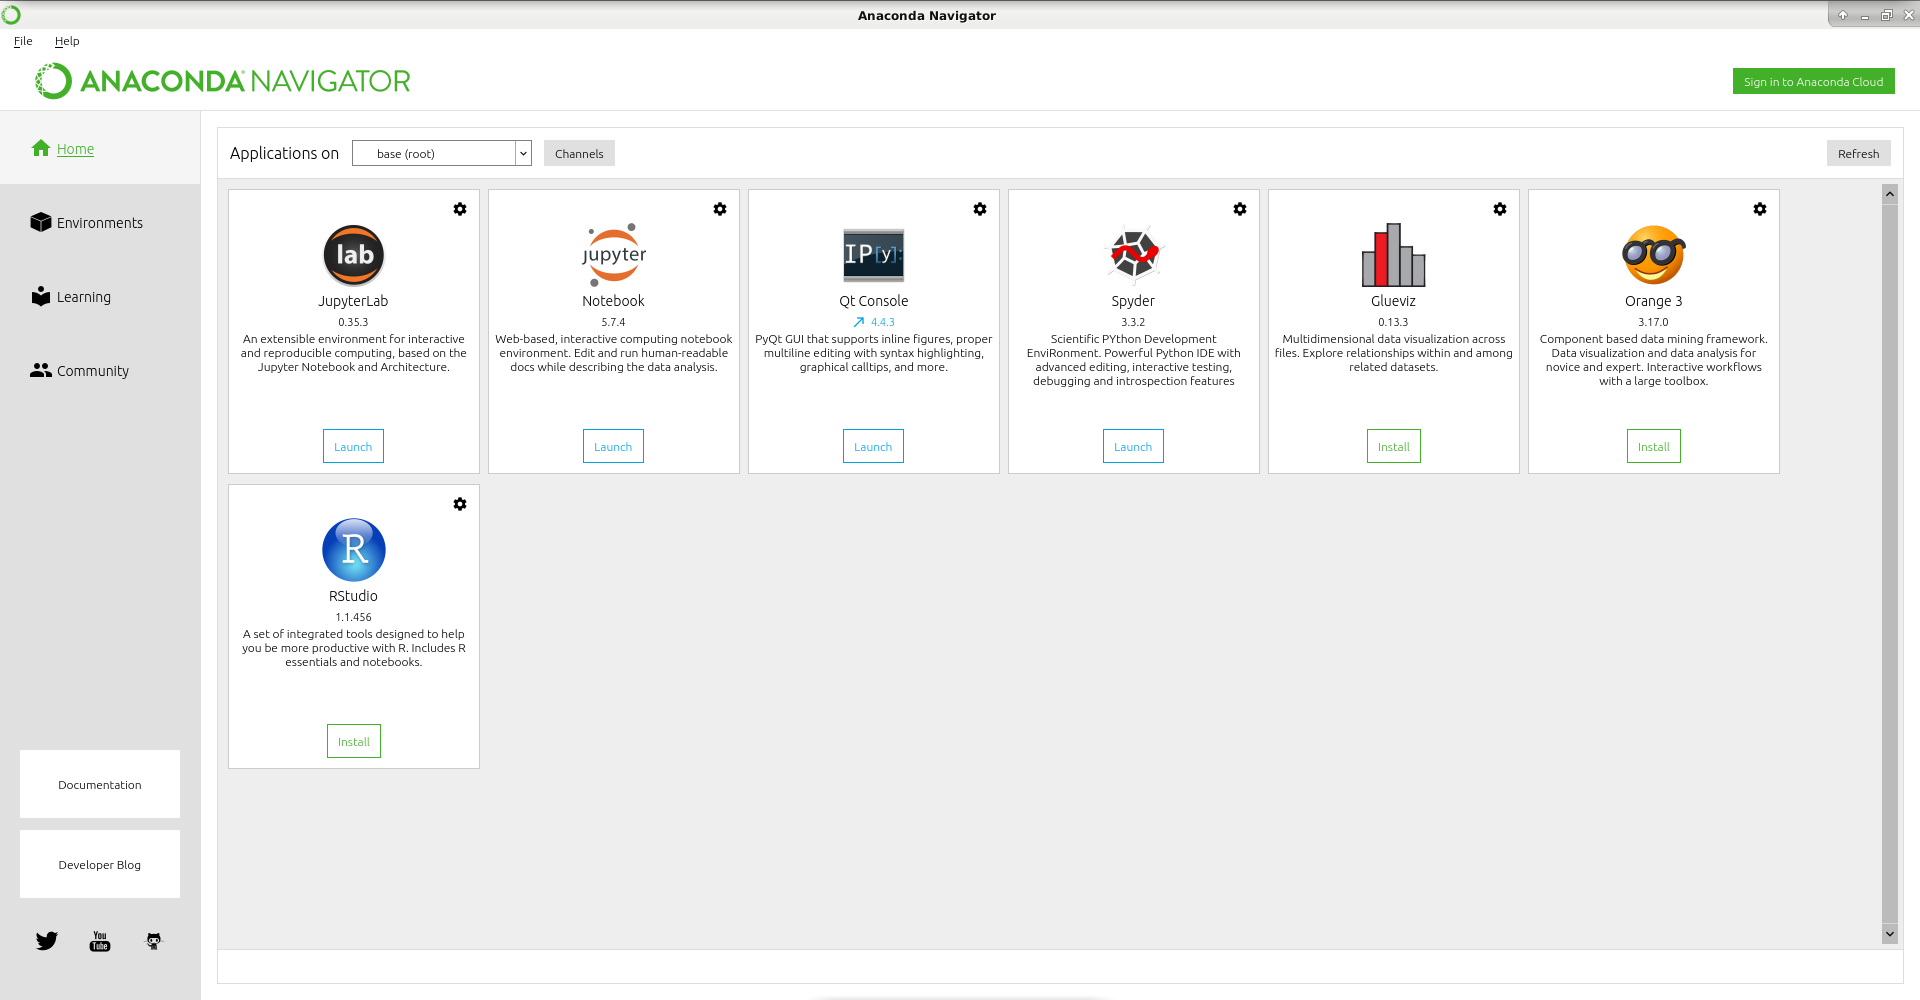 Anaconda Navigator
File Help
ANACONDA NAVIGATOR
Sign in to Anaconda Cloud
Home
Environments
Learning
Community
Documentation
Developer Blog
You
Tube
Applications on base (root) Channels Refresh
lab
JupyterLab
0.35.3
An extensible environment for interactive
and reproducible computing, based on the
Jupyter Notebook and Architecture.
Launch
jupyter
Notebook
5.7.4
Web-based, interactive computing notebook
environment. Edit and run human-readable
docs while describing the data analysis.
Launch
IP[y]:
Qt Console
4.4.3
PyQt GUI that supports inline figures, proper
multiline editing with syntax highlighting,
graphical calltips, and more.
Launch
Spyder
3.3.2
Scientific PYthon Development
EnviRonment. Powerful Python IDE with
advanced editing, interactive testing,
debugging and introspection features
Launch
Glueviz
0.13.3
Multidimensional data visualization across
files. Explore relationships within and among
related datasets.
Install
Orange 3
3.17.0
Component based data mining framework.
Data visualization and data analysis for
novice and expert. Interactive workflows
with a large toolbox.
Install
R
RStudio
1.1.456
A set of integrated tools designed to help
you be more productive with R. Includes R
essentials and notebooks.
Install